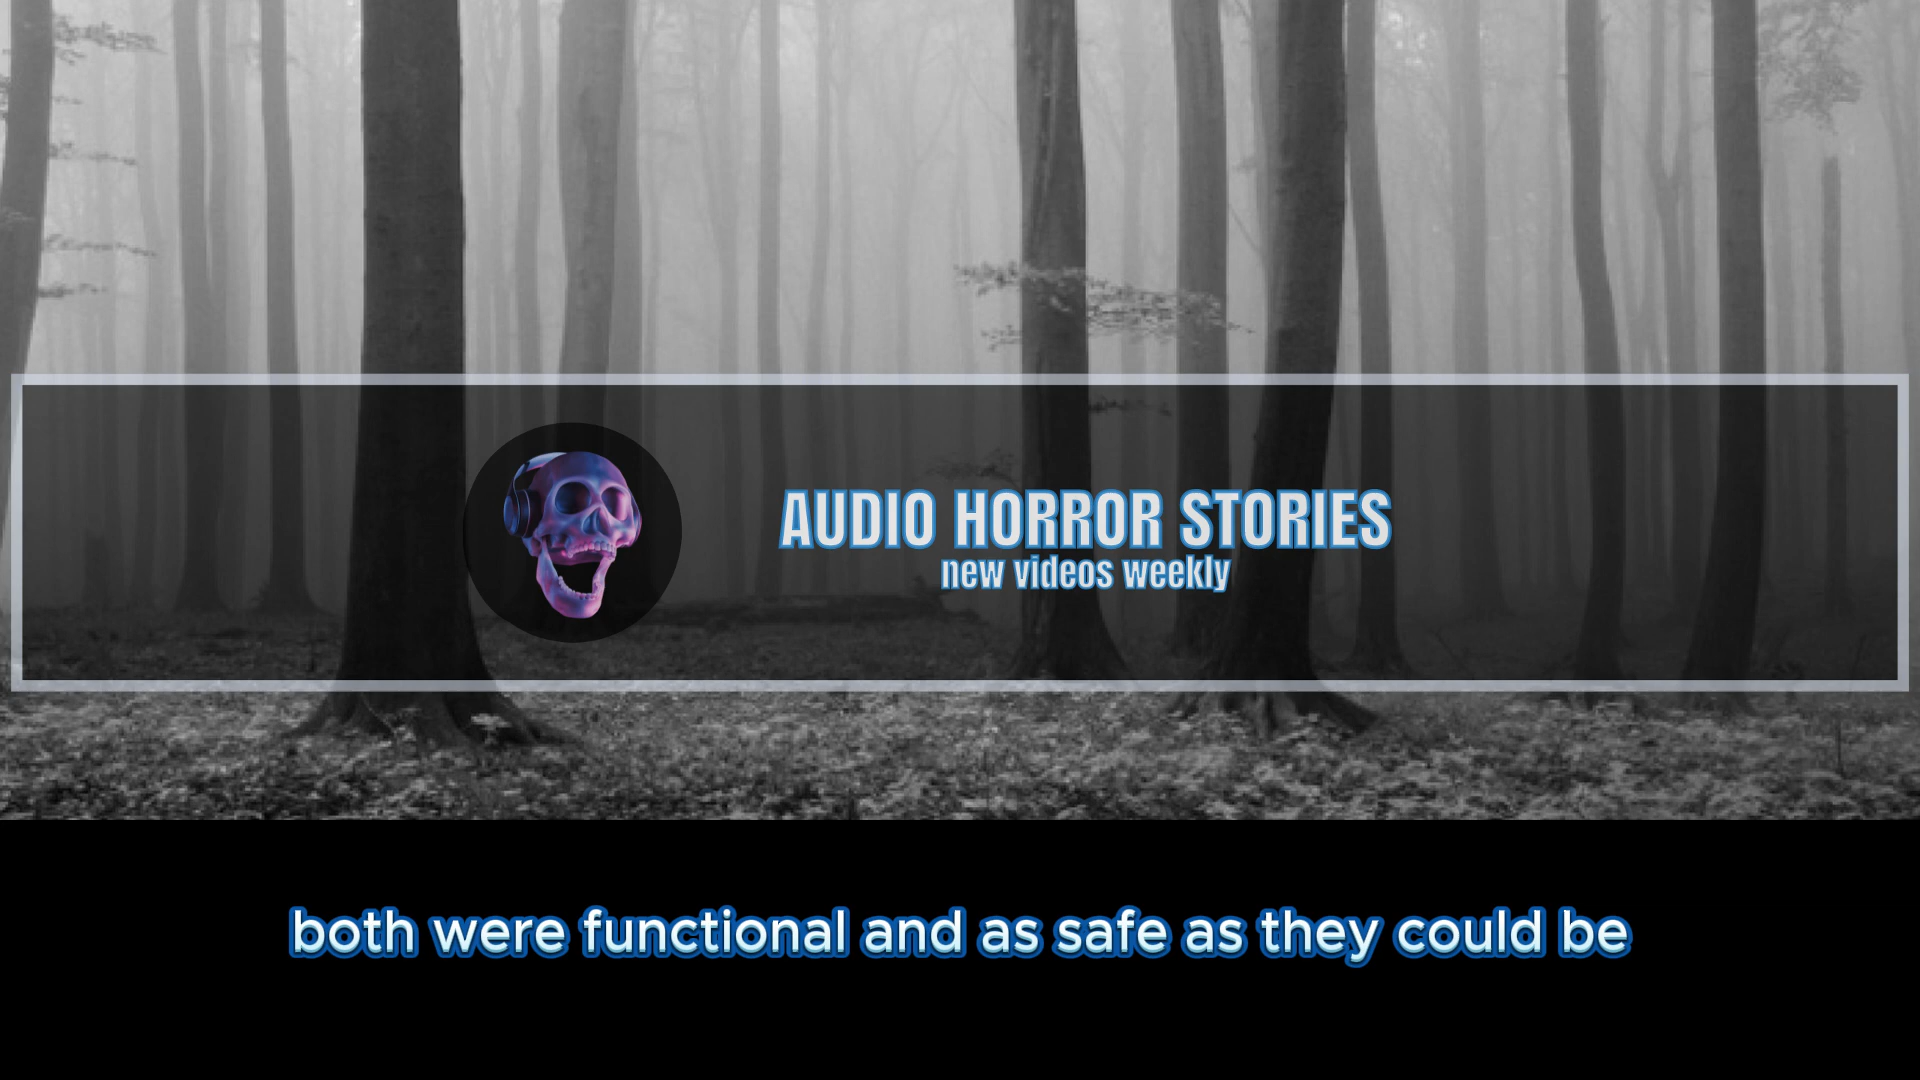 AUDIO HORROR STORIES
new videos weekly
both were functional and as safe as they could be